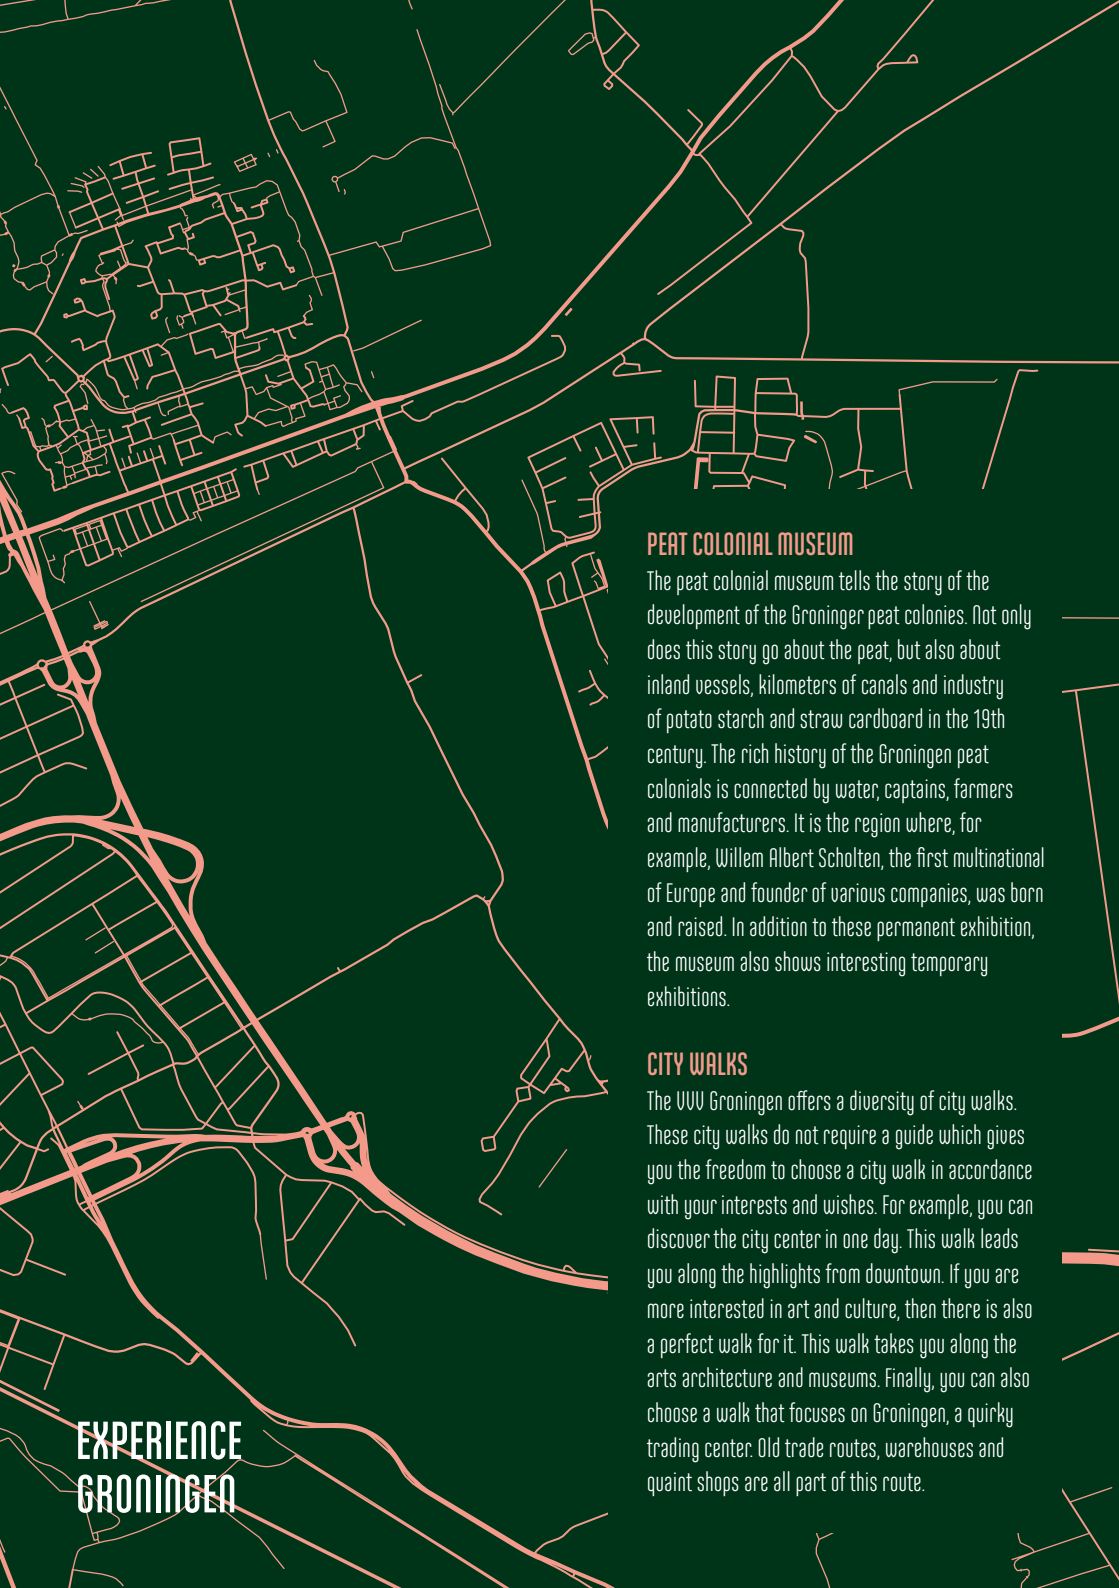 PEAT COLONIAL MUSEUM
The peat colonial museum tells the story of the
development of the Groninger peat colonies. Not only
does this story go about the peat, but also about
inland vessels, kilometers of canals and industry
of potato starch and straw cardboard in the 19th
century. The rich history of the Groningen peat
colonials is connected by water, captains, farmers
and manufacturers. It is the region where, for
example, Willem Albert Scholten, the first multinational
of Europe and founder of various companies, was born
and raised. In addition to these permanent exhibition,
the museum also shows interesting temporary
exhibitions.
CITY WALKS
The VVV Groningen offers a diversity of city walks.
These city walks do not require a guide which gives
you the freedom to choose a city walk in accordance
with your interests and wishes. For example, you can
discover the city center in one day. This walk leads
you along the highlights from downtown. If you are
more interested in art and culture, then there is also
a perfect walk for it. This walk takes you along the
arts architecture and museums. Finally, you can also
choose a walk that focuses on Groningen, a quirky
trading center. Old trade routes, warehouses and
quaint shops are all part of this route.
EXPERIENCE
GRONINGEN